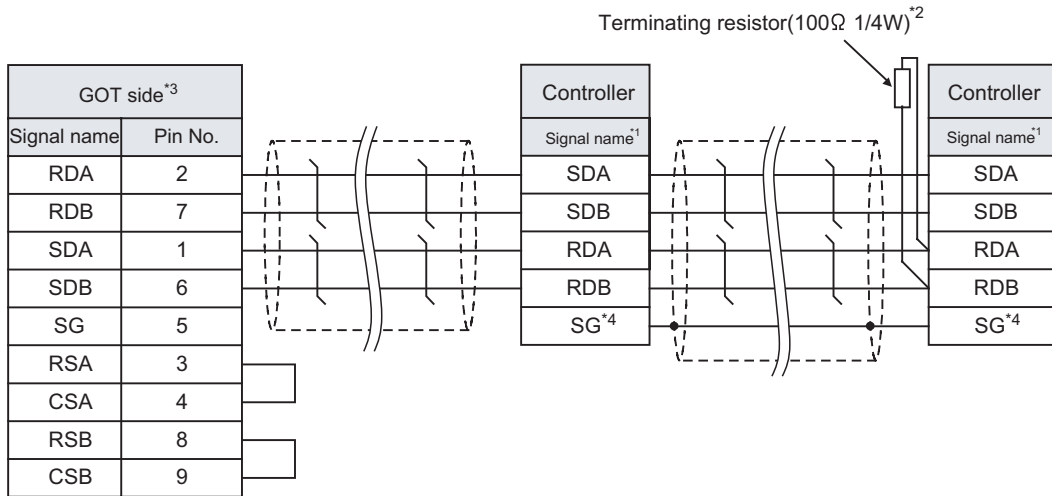 Terminating resistor(100Ω 1/4W)*2
GOT side*3
Signal name Pin No.
RDA 2
RDB 7
SDA 1
SDB 6
SG 5
RSA 3
CSA 4
RSB 8
CSB 9
Controller
Signal name*1
SDA
SDB
RDA
RDB
SG*4
Controller
Signal name*1
SDA
SDB
RDA
RDB
SG*4